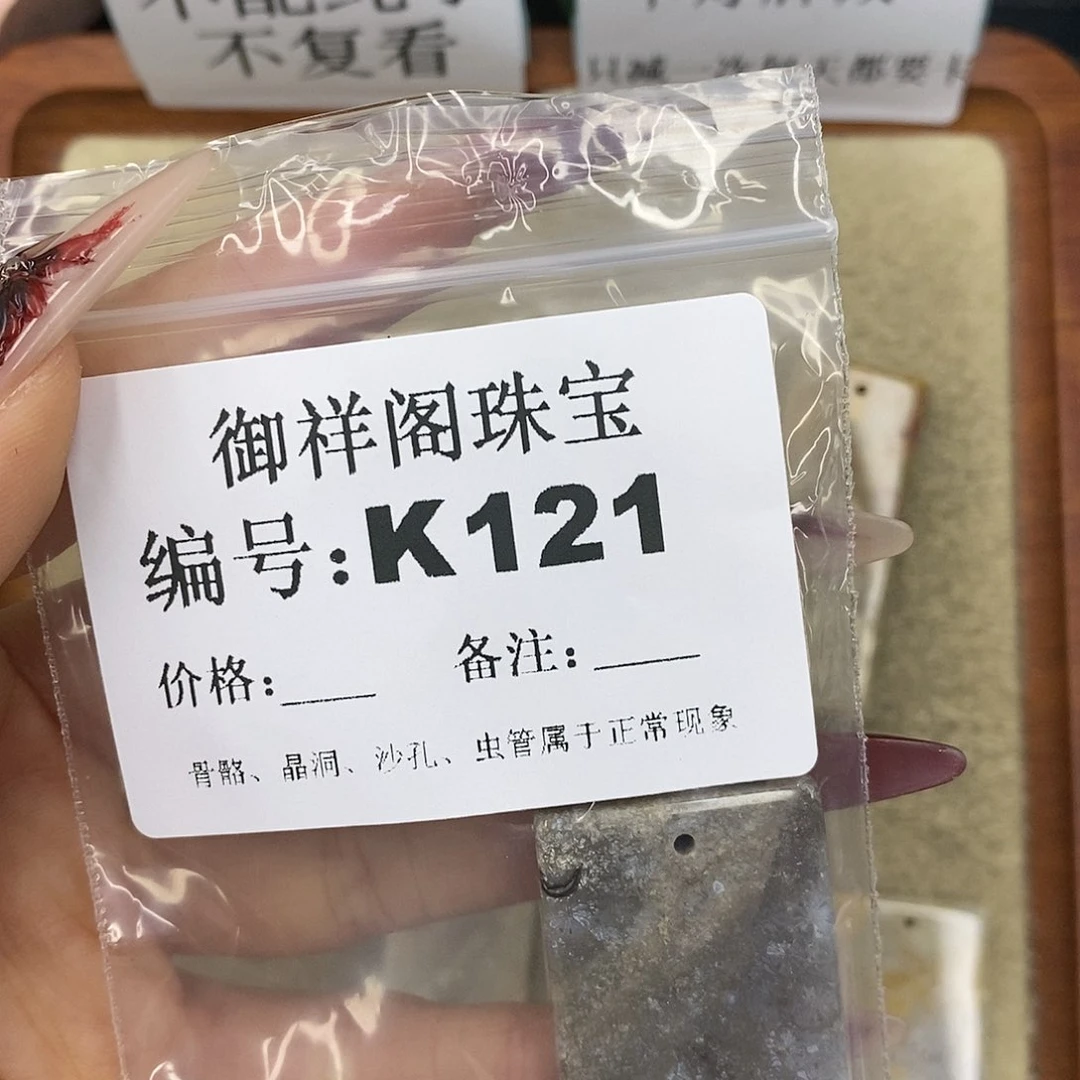 不复看
御祥阁珠宝
编号:K121
价格:____ 备注:____
骨骼、晶洞、沙孔、虫管属于正常现象